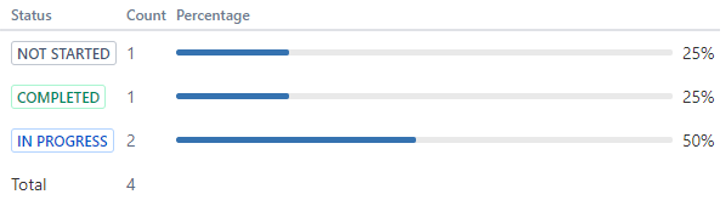 Status Count Percentage
NOT STARTED 1 25%
COMPLETED 1 25%
IN PROGRESS 2 50%
Total 4